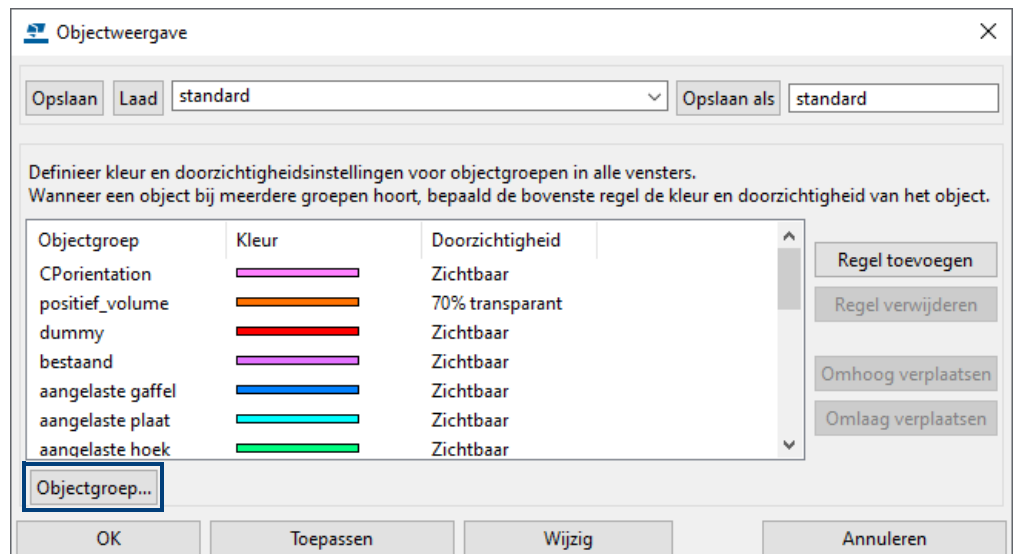 Objectweergave
Opslaan Laad standard Opslaan als standard
Definieer kleur en doorzichtigheidsinstellingen voor objectgroepen in alle vensters.
Wanneer een object bij meerdere groepen hoort, bepaald de bovenste regel de kleur en doorzichtigheid van het object.
Objectgroep Kleur Doorzichtigheid
CPorientation Zichtbaar
positief_volume 70% transparant
dummy Zichtbaar
bestaand Zichtbaar
aangelaste gaffel Zichtbaar
aangelaste plaat Zichtbaar
aangelaste hoek Zichtbaar
Regel toevoegen
Regel verwijderen
Omhoog verplaatsen
Omlaag verplaatsen
Objectgroep...
OK Toepassen Wijzig Annuleren